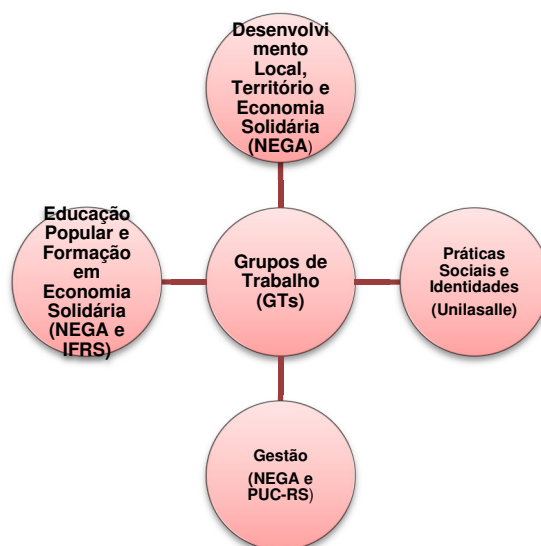 Desenvolvi
mento
Local,
Território e
Economia
Solidária
(NEGA)
Educação
Popular e
Formação
em
Economia
Solidária
(NEGA e
IFRS)
Grupos de
Trabalho
(GTs)
Práticas
Sociais e
Identidades
(Unilasalle)
Gestão
(NEGA e
PUC-RS)